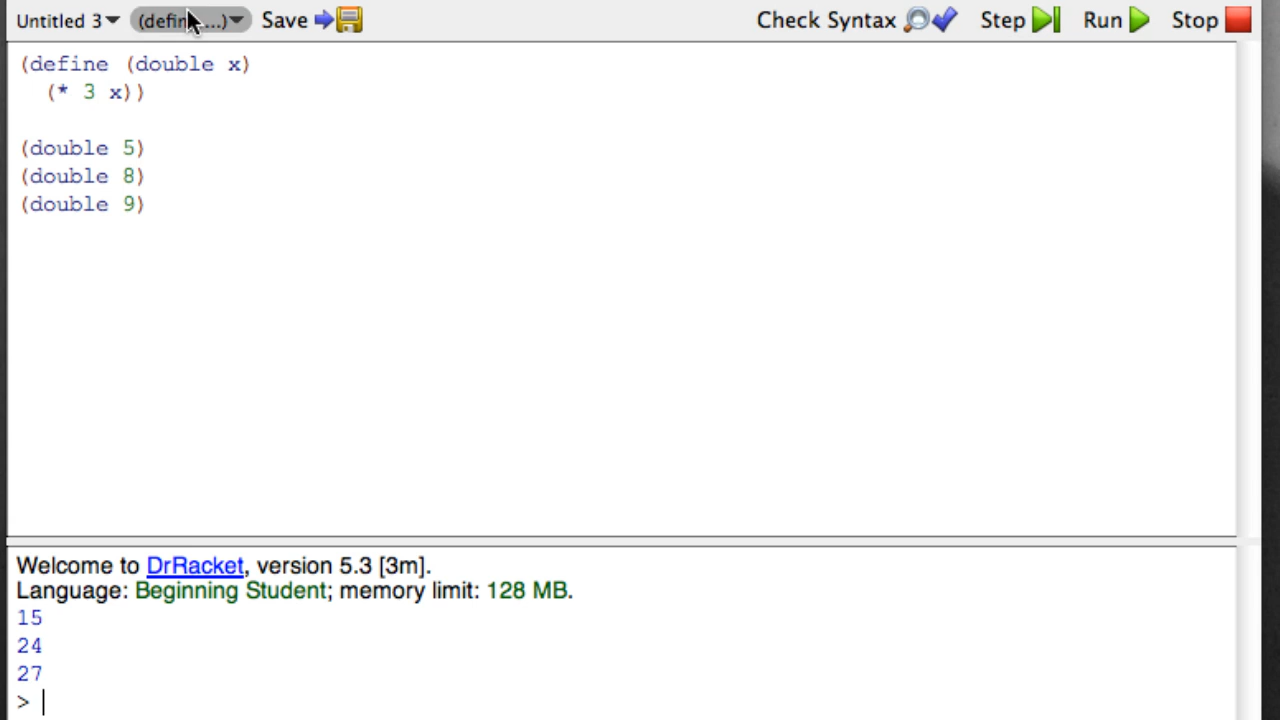 Untitled 3 (defin ...) Save Check Syntax Step Run Stop
(define (double x)
(* 3 x))
(double 5)
(double 8)
(double 9)
Welcome to DrRacket, version 5.3 [3m].
Language: Beginning Student; memory limit: 128 MB.
15
24
27
>